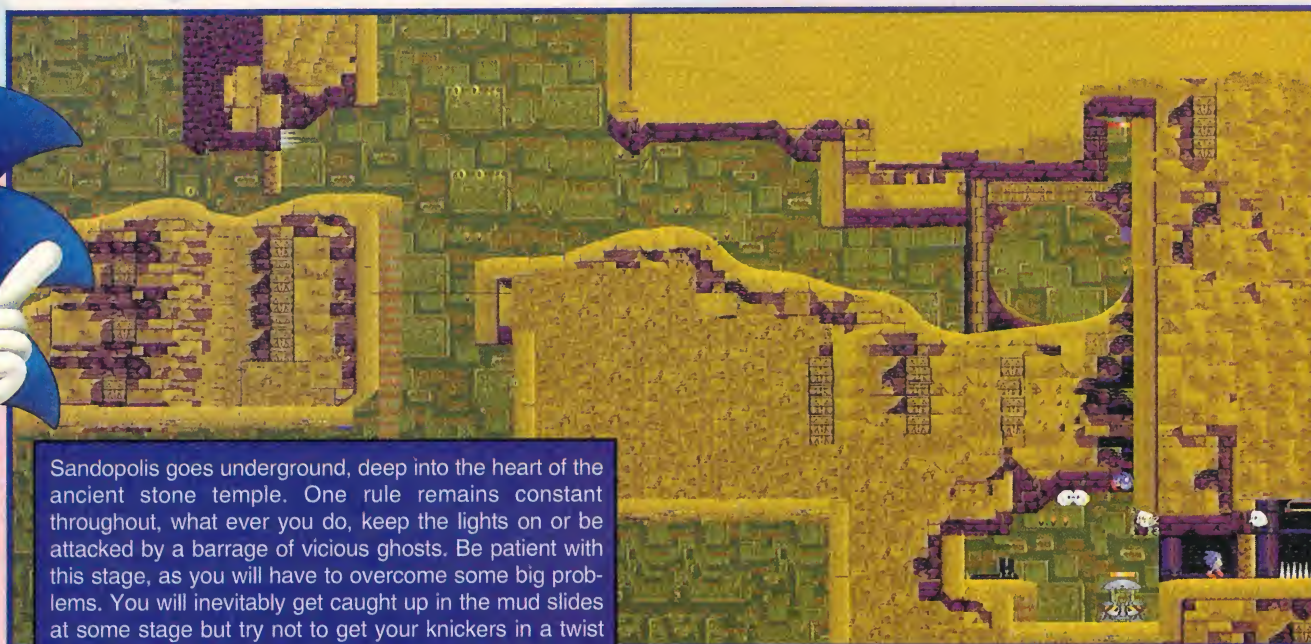 Sandopolis goes underground, deep into the heart of the
ancient stone temple. One rule remains constant
throughout, what ever you do, keep the lights on or be
attacked by a barrage of vicious ghosts. Be patient with
this stage, as you will have to overcome some big prob-
lems. You will inevitably get caught up in the mud slides
at some stage but try not to get your knickers in a twist